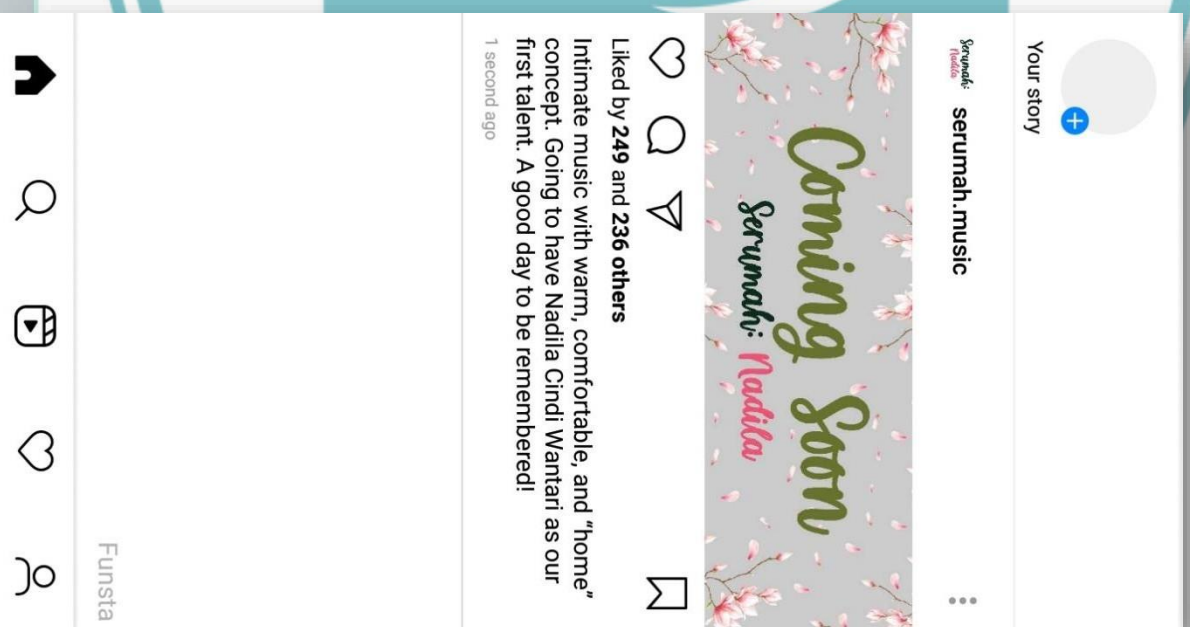 Your story
Serumah:
Nadila
serumah.music
Coming Soon
Serumah: Nadila
Liked by 249 and 236 others
Intimate music with warm, comfortable, and “home”
concept. Going to have Nadila Cindi Wantari as our
first talent. A good day to be remembered!
1 second ago
Funsta